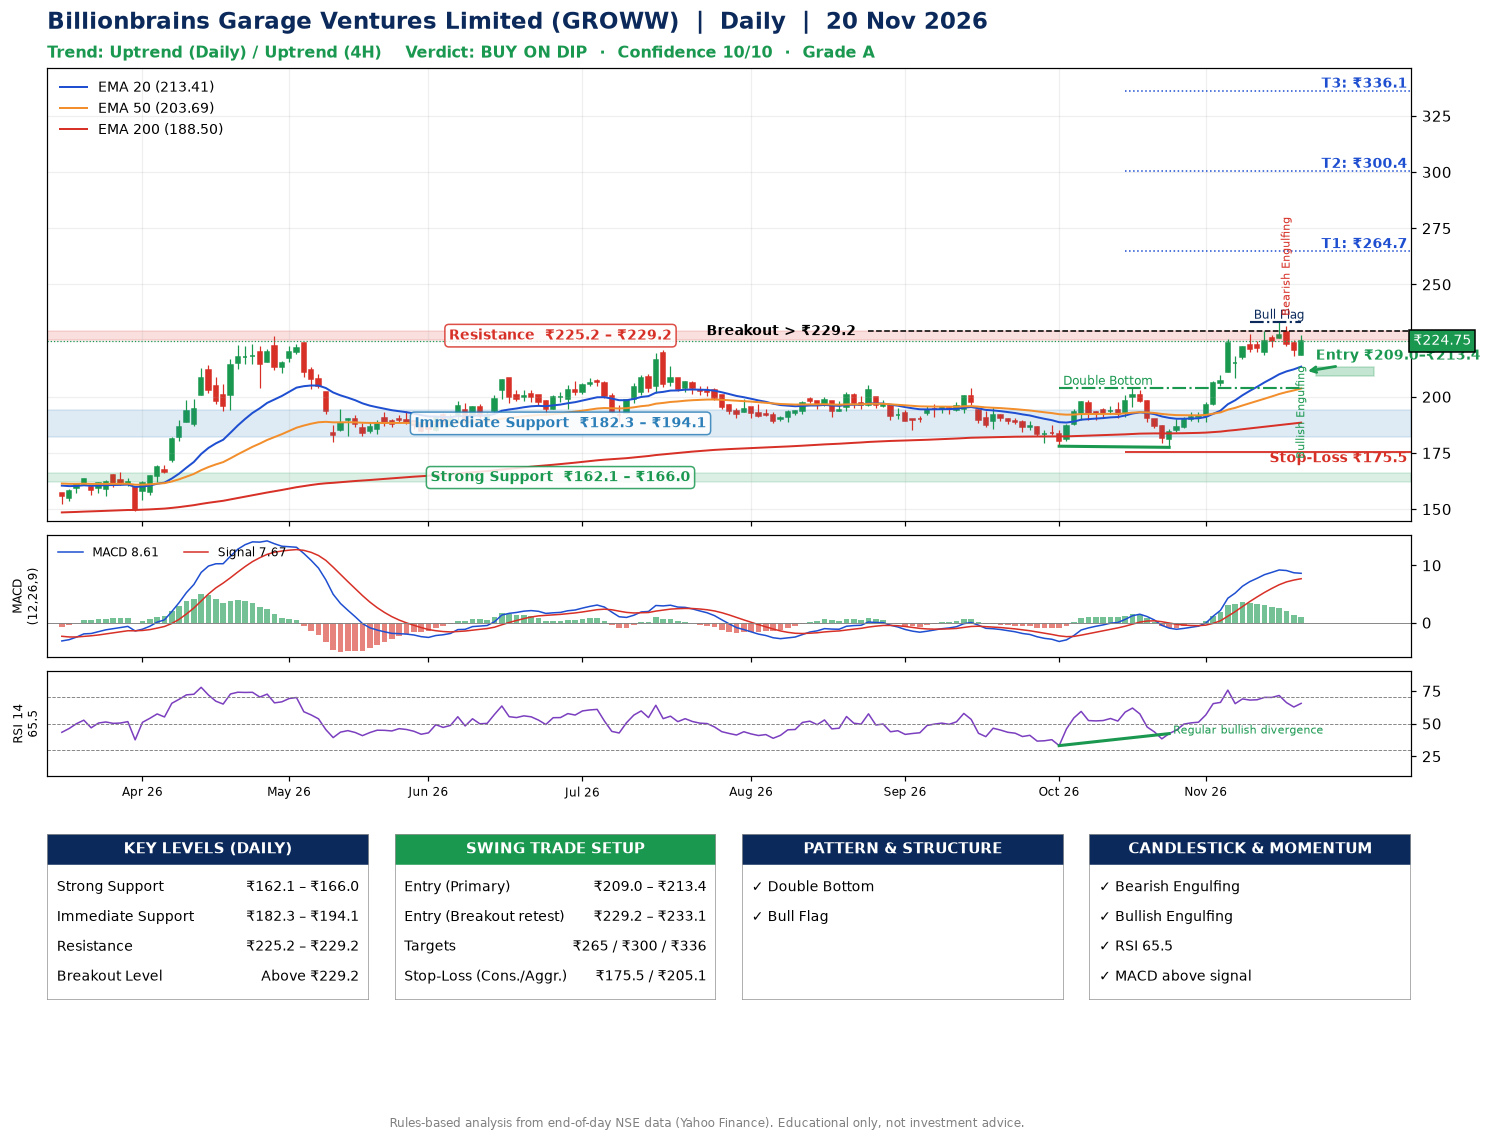 Billionbrains Garage Ventures Limited (GROWW) | Daily | 20 Nov 2026
Trend: Uptrend (Daily) / Uptrend (4H) Verdict: BUY ON DIP · Confidence 10/10 · Grade A
EMA 20 (213.41)
EMA 50 (203.69)
EMA 200 (188.50)
T3: ₹336.1
T2: ₹300.4
T1: ₹264.7
Bearish Engulfing
Bull Flag
Resistance ₹225.2 – ₹229.2
Breakout > ₹229.2
₹224.75
Entry ₹209.0–₹213.4
Double Bottom
Bullish Engulfing
Immediate Support ₹182.3 – ₹194.1
Stop-Loss ₹175.5
Strong Support ₹162.1 – ₹166.0
325
300
275
250
200
175
150
MACD 8.61 Signal 7.67
MACD
(12,26,9)
10
0
RSI 14
65.5
Regular bullish divergence
75
50
25
Apr 26 May 26 Jun 26 Jul 26 Aug 26 Sep 26 Oct 26 Nov 26
KEY LEVELS (DAILY)
Strong Support ₹162.1 – ₹166.0
Immediate Support ₹182.3 – ₹194.1
Resistance ₹225.2 – ₹229.2
Breakout Level Above ₹229.2
SWING TRADE SETUP
Entry (Primary) ₹209.0 – ₹213.4
Entry (Breakout retest) ₹229.2 – ₹233.1
Targets ₹265 / ₹300 / ₹336
Stop-Loss (Cons./Aggr.) ₹175.5 / ₹205.1
PATTERN & STRUCTURE
✓ Double Bottom
✓ Bull Flag
CANDLESTICK & MOMENTUM
✓ Bearish Engulfing
✓ Bullish Engulfing
✓ RSI 65.5
✓ MACD above signal
Rules-based analysis from end-of-day NSE data (Yahoo Finance). Educational only, not investment advice.